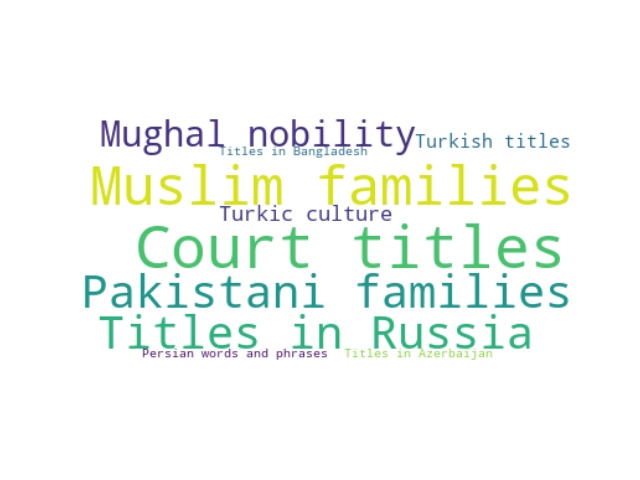 Mughal nobility
Turkish titles
Titles in Bangladesh
Muslim families
Turkic culture
Court titles
Pakistani families
Titles in Russia
Persian words and phrases
Titles in Azerbaijan